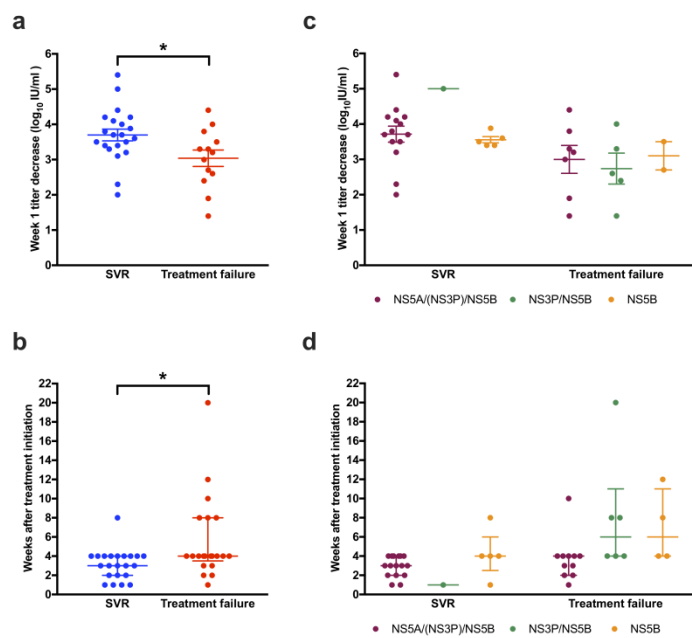 a
*
Week 1 titer decrease (log10IU/ml)
6
5
4
3
2
1
0
SVR
Treatment failure
c
Week 1 titer decrease (log10IU/ml)
6
5
4
3
2
1
0
SVR
Treatment failure
NS5A/(NS3P)/NS5B
NS3P/NS5B
NS5B
b
*
Weeks after treatment initiation
22
20
18
16
14
12
10
8
6
4
2
0
SVR
Treatment failure
d
Weeks after treatment initiation
22
20
18
16
14
12
10
8
6
4
2
0
SVR
Treatment failure
NS5A/(NS3P)/NS5B
NS3P/NS5B
NS5B